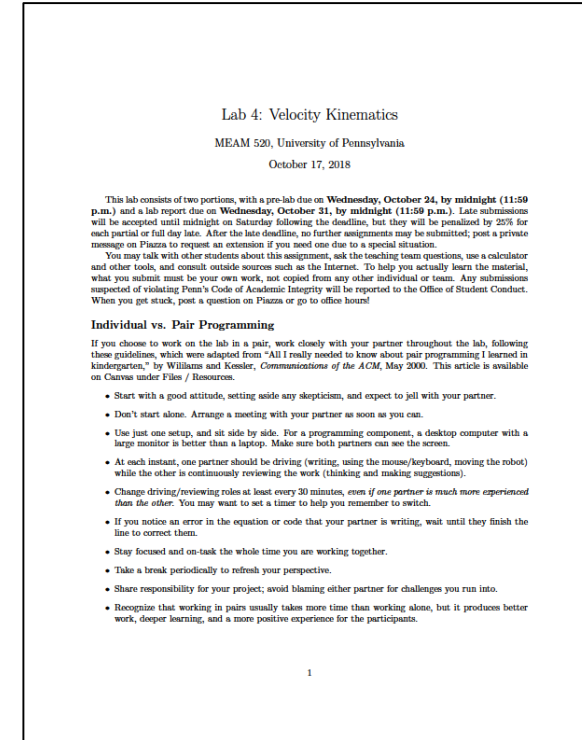 Lab 4: Velocity Kinematics
MEAM 520, University of Pennsylvania
October 17, 2018
This lab consists of two portions, with a pre-lab due on Wednesday, October 24, by midnight (11:59
p.m.) and a lab report due on Wednesday, October 31, by midnight (11:59 p.m.). Late submissions
will be accepted until midnight on Saturday following the deadline, but they will be penalized by 25% for
each partial or full day late. After the late deadline, no further assignments may be submitted; post a private
message on Piazza to request an extension if you need one due to a special situation.
You may talk with other students about this assignment, ask the teaching team questions, use a calculator
and other tools, and consult outside sources such as the Internet. To help you actually learn the material,
what you submit must be your own work, not copied from any other individual or team. Any submissions
suspected of violating Penn's Code of Academic Integrity will be reported to the Office of Student Conduct.
When you get stuck, post a question on Piazza or go to office hours!
Individual vs. Pair Programming
If you choose to work on the lab in a pair, work closely with your partner throughout the lab, following
these guidelines, which were adapted from "All I really needed to know about pair programming I learned in
kindergarten," by Wililams and Kessler, Communications of the ACM, May 2000. This article is available
on Canvas under Files / Resources.
• Start with a good attitude, setting aside any skepticism, and expect to jell with your partner.
• Don't start alone. Arrange a meeting with your partner as soon as you can.
• Use just one setup, and sit side by side. For a programming component, a desktop computer with a
large monitor is better than a laptop. Make sure both partners can see the screen.
• At each instant, one partner should be driving (writing, using the mouse/keyboard, moving the robot)
while the other is continuously reviewing the work (thinking and making suggestions).
• Change driving/reviewing roles at least every 30 minutes, even if one partner is much more experienced
than the other. You may want to set a timer to help you remember to switch.
• If you notice an error in the equation or code that your partner is writing, wait until they finish the
line to correct them.
• Stay focused and on-task the whole time you are working together.
• Take a break periodically to refresh your perspective.
• Share responsibility for your project; avoid blaming either partner for challenges you run into.
• Recognize that working in pairs usually takes more time than working alone, but it produces better
work, deeper learning, and a more positive experience for the participants.
1